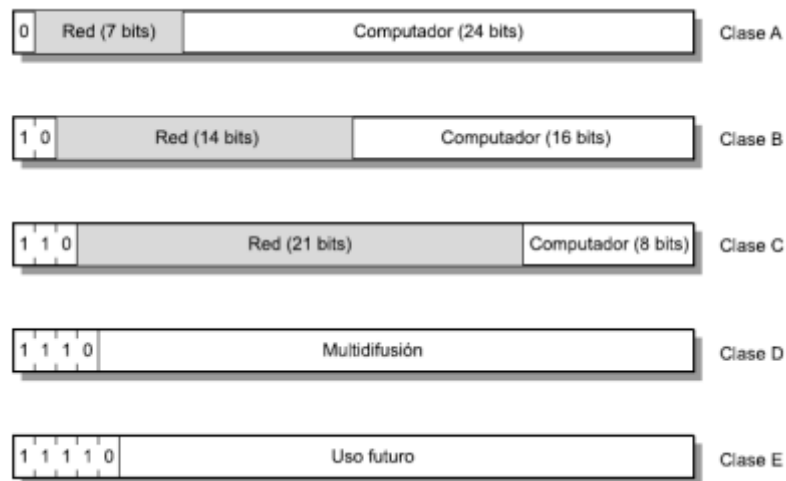 0 Red (7 bits) Computador (24 bits) Clase A
1 0 Red (14 bits) Computador (16 bits) Clase B
1 1 0 Red (21 bits) Computador (8 bits) Clase C
1 1 1 0 Multidifusión Clase D
1 1 1 1 0 Uso futuro Clase E